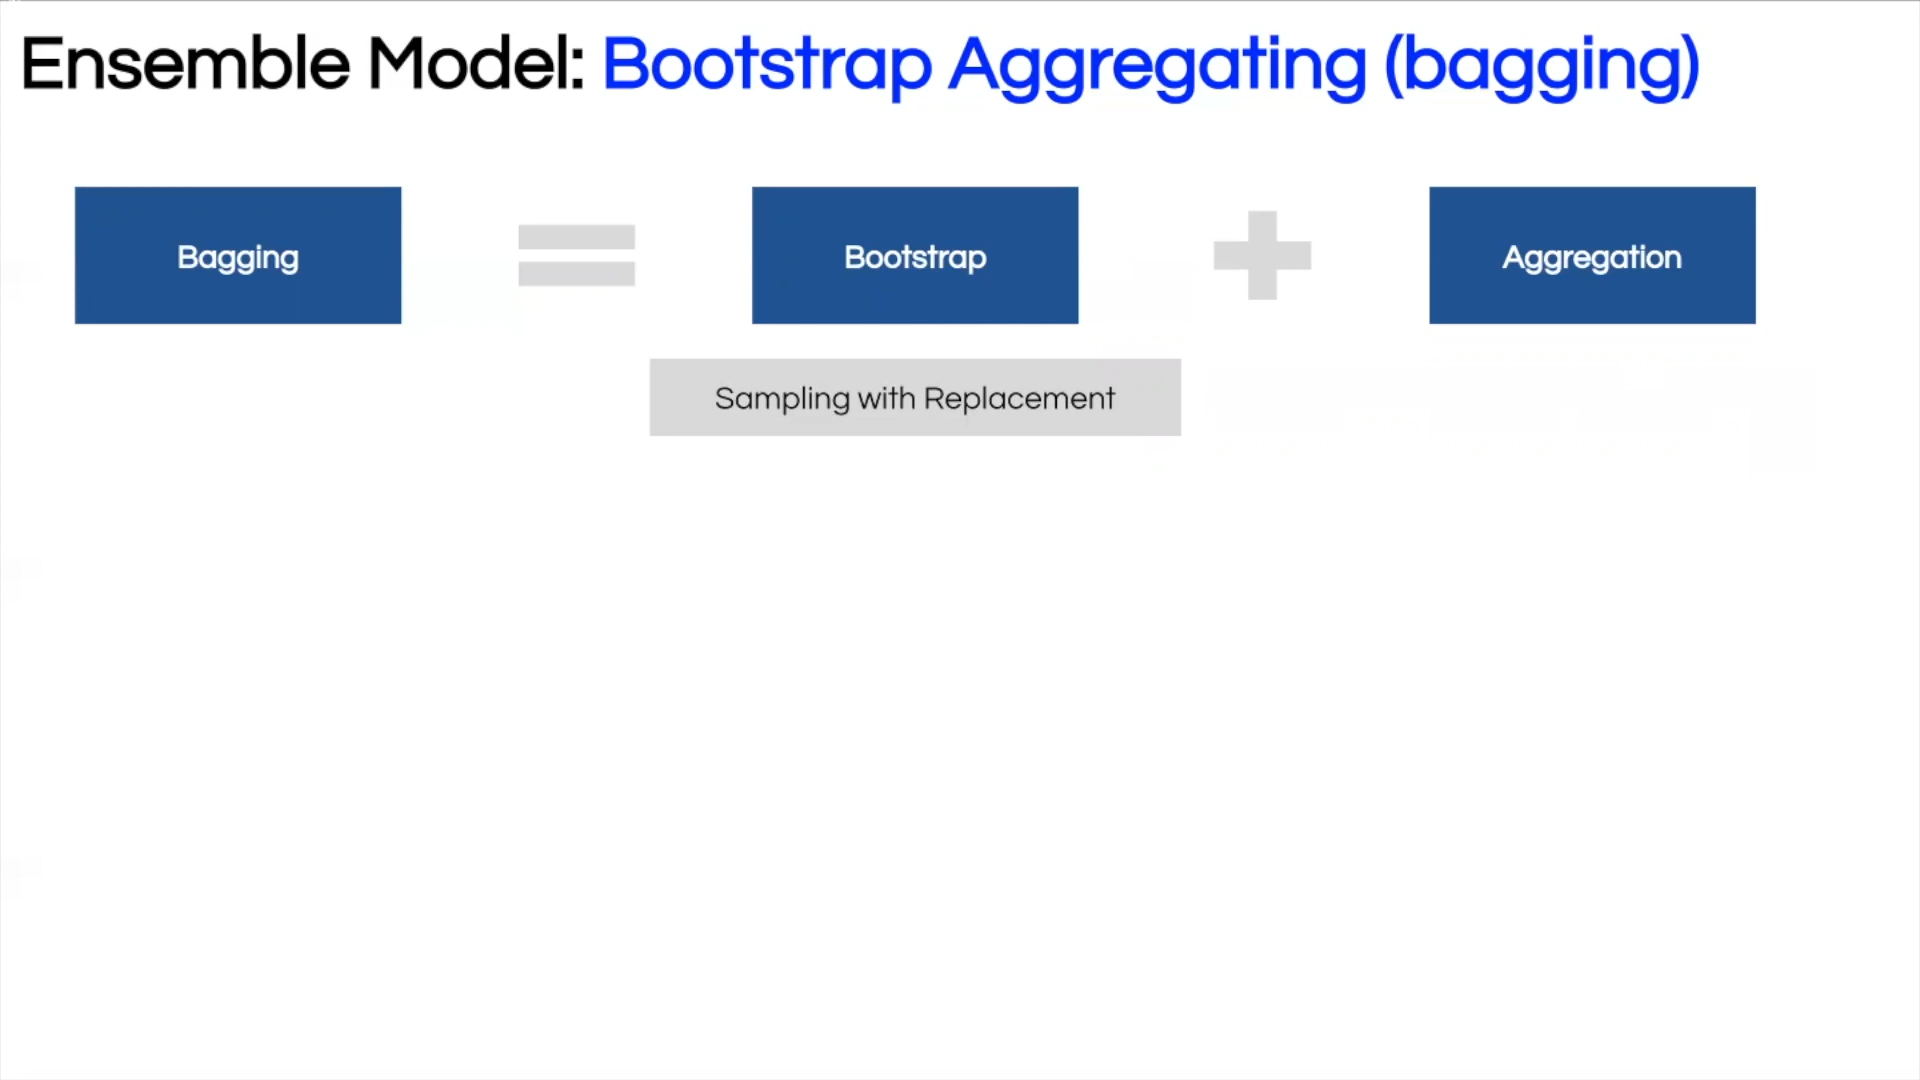 Ensemble Model: Bootstrap Aggregating (bagging)
Bagging
Bootstrap
Aggregation
Sampling with Replacement